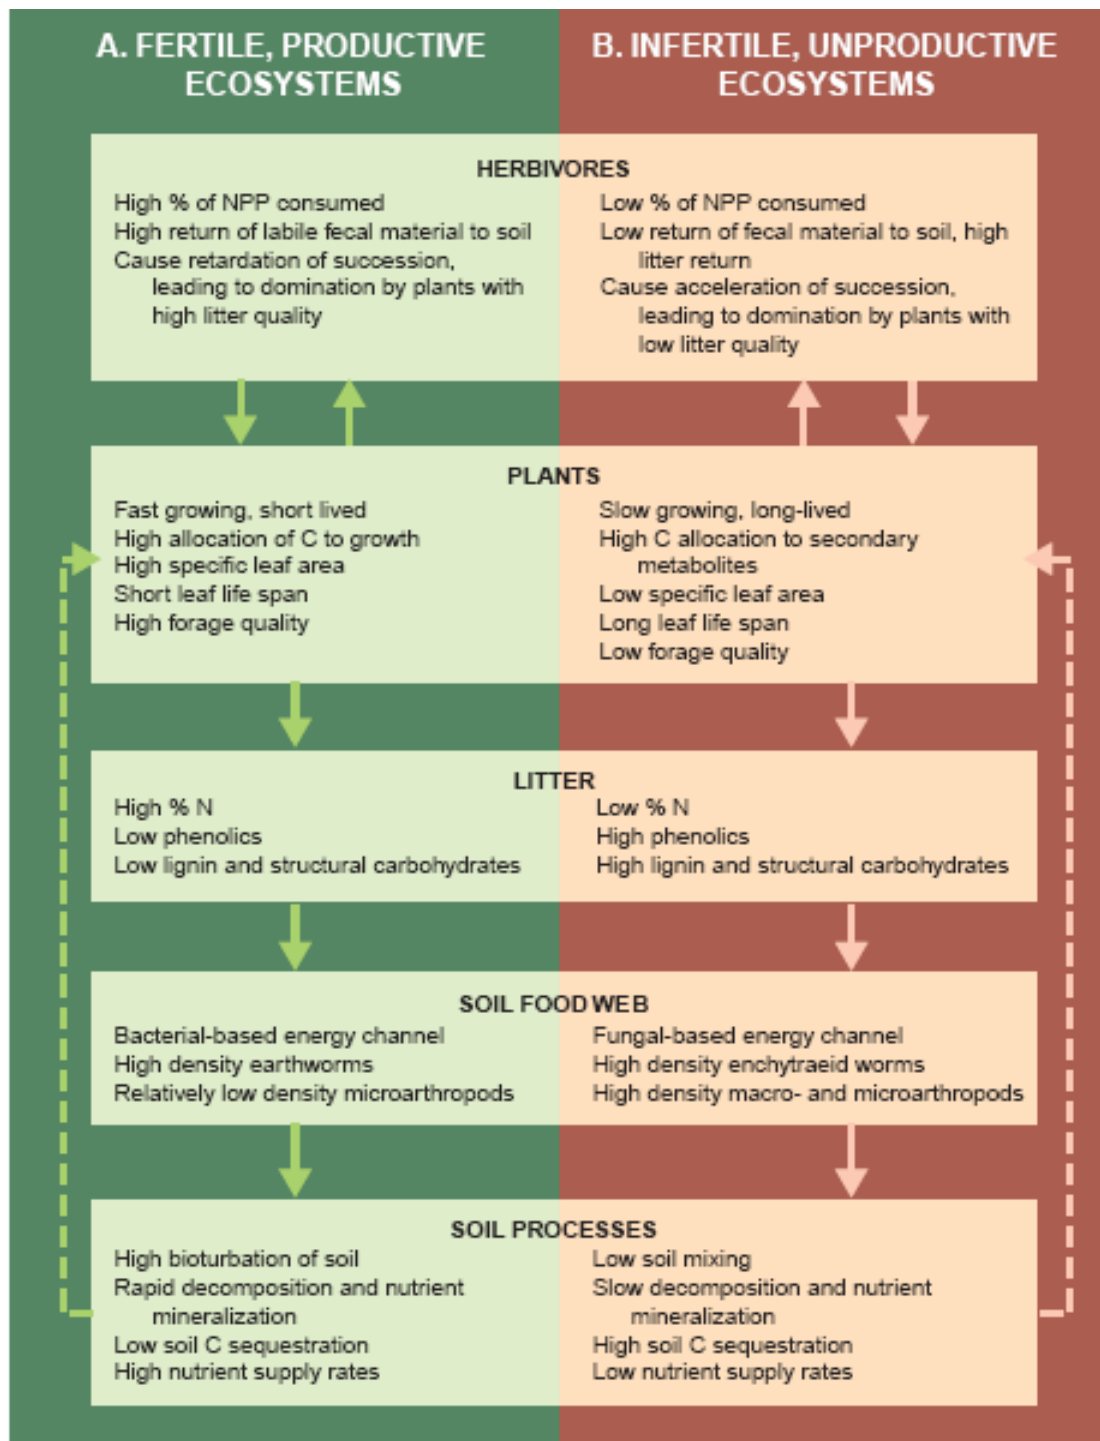 A. FERTILE, PRODUCTIVE
ECOSYSTEMS
B. INFERTILE, UNPRODUCTIVE
ECOSYSTEMS
HERBIVORES
High % of NPP consumed
High return of labile fecal material to soil
Cause retardation of succession,
leading to domination by plants with
high litter quality
Low % of NPP consumed
Low return of fecal material to soil, high
litter return
Cause acceleration of succession,
leading to domination by plants with
low litter quality
PLANTS
Fast growing, short lived
High allocation of C to growth
High specific leaf area
Short leaf life span
High forage quality
Slow growing, long-lived
High C allocation to secondary
metabolites
Low specific leaf area
Long leaf life span
Low forage quality
LITTER
High % N
Low phenolics
Low lignin and structural carbohydrates
Low % N
High phenolics
High lignin and structural carbohydrates
SOIL FOOD WEB
Bacterial-based energy channel
High density earthworms
Relatively low density microarthropods
Fungal-based energy channel
High density enchytraeid worms
High density macro- and microarthropods
SOIL PROCESSES
High bioturbation of soil
Rapid decomposition and nutrient
mineralization
Low soil C sequestration
High nutrient supply rates
Low soil mixing
Slow decomposition and nutrient
mineralization
High soil C sequestration
Low nutrient supply rates